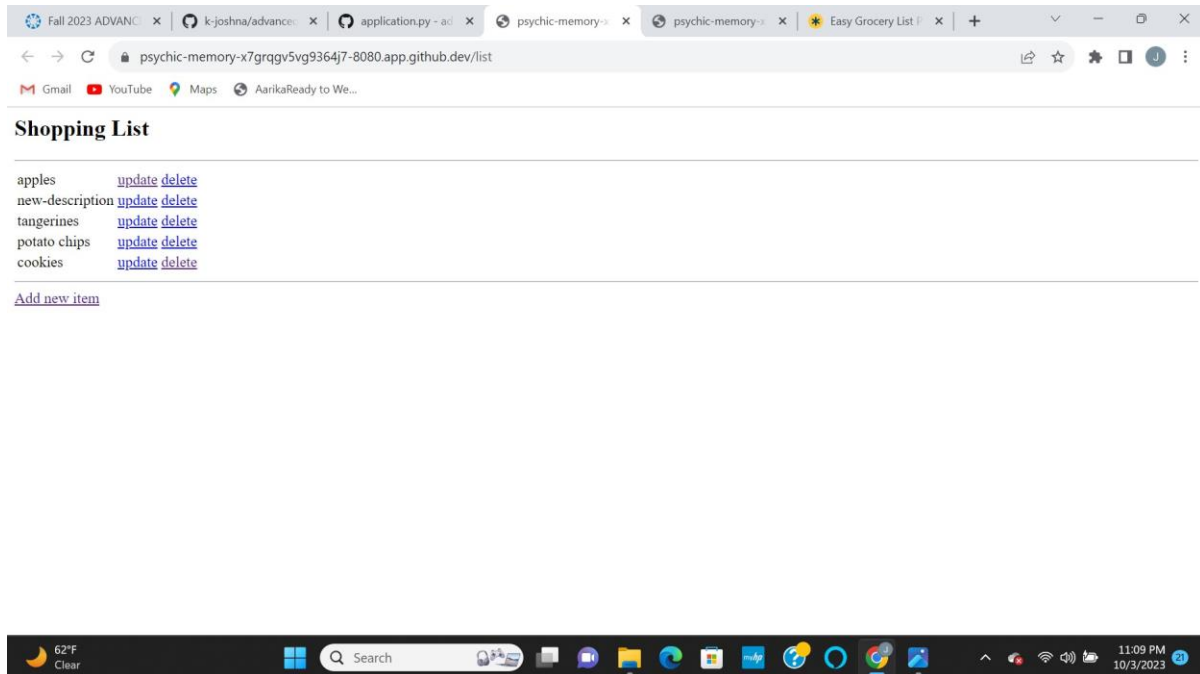 Fall 2023 ADVANC
k-joshna/advanced
application.py - ad
psychic-memory-x
psychic-memory-x
Easy Grocery List P
psychic-memory-x7grqgv5vg9364j7-8080.app.github.dev/list
J
Gmail YouTube Maps AarikaReady to We...
Shopping List
apples update delete
new-description update delete
tangerines update delete
potato chips update delete
cookies update delete
Add new item
62°F
Clear
Search
11:09 PM
10/3/2023
21